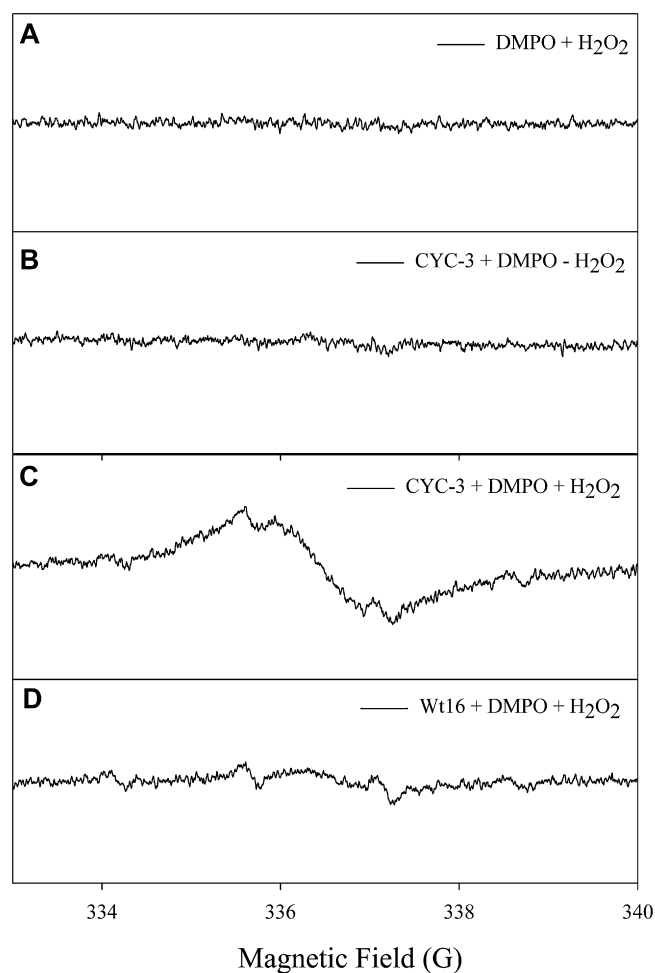 A
DMPO + H2O2
B
CYC-3 + DMPO - H2O2
C
CYC-3 + DMPO + H2O2
D
Wt16 + DMPO + H2O2
334 336 338 340
Magnetic Field (G)